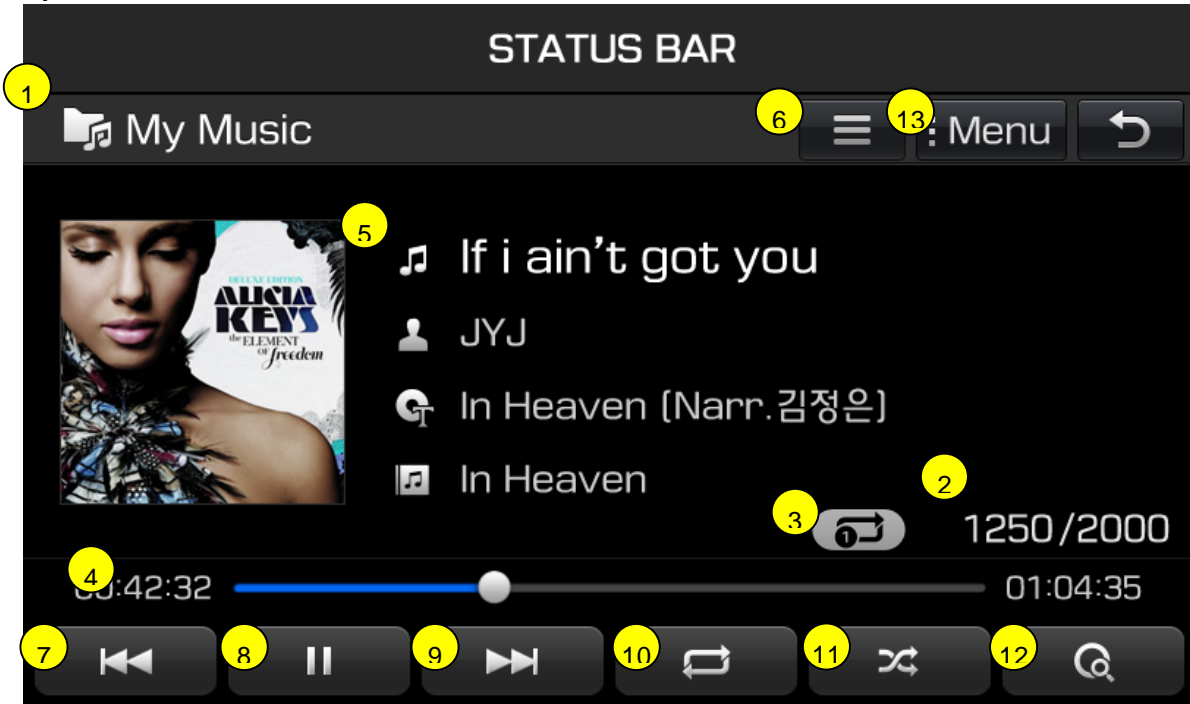 STATUS BAR
1
My Music
6
13
Menu
5
If i ain't got you
DELUXE EDITION
ALICIA
KEYS
the ELEMENT
OF freedom
JYJ
In Heaven (Narr.김정은)
In Heaven
2
3
1
1250/2000
4
:42:32
01:04:35
7
8
9
10
11
12